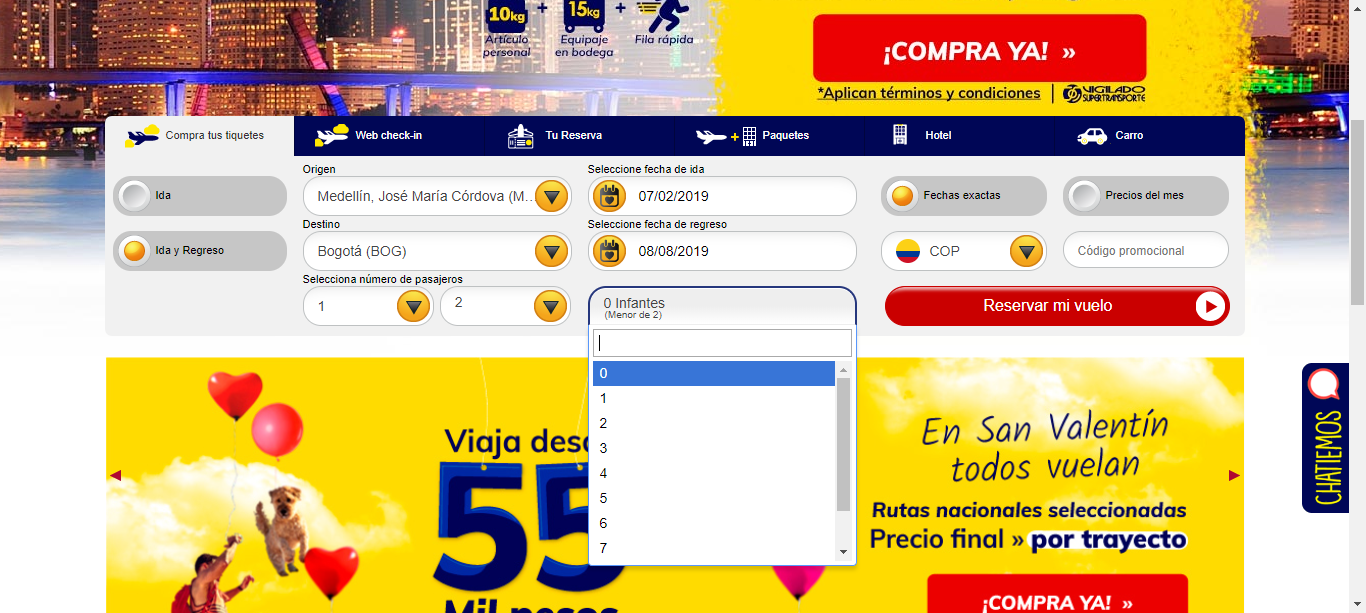 10kg + 15kg +
Artículo personal
Equipaje en bodega
Fila rápida
¡COMPRA YA! »
*Aplican términos y condiciones | VIGILADO SUPERTRANSPORTE
Compra tus tiquetes
Web check-in
Tu Reserva
+ Paquetes
Hotel
Carro
Ida
Ida y Regreso
Origen
Medellín, José María Córdova (M...
Destino
Bogotá (BOG)
Selecciona número de pasajeros
1
2
Seleccione fecha de ida
07/02/2019
Seleccione fecha de regreso
08/08/2019
0 Infantes
(Menor de 2)
0
1
2
3
4
5
6
7
Fechas exactas
Precios del mes
COP
Código promocional
Reservar mi vuelo
Viaja desd
55
Mil pesos
En San Valentín
todos vuelan
Rutas nacionales seleccionadas
Precio final » por trayecto
¡COMPRA YA! »
CHATIEMOS